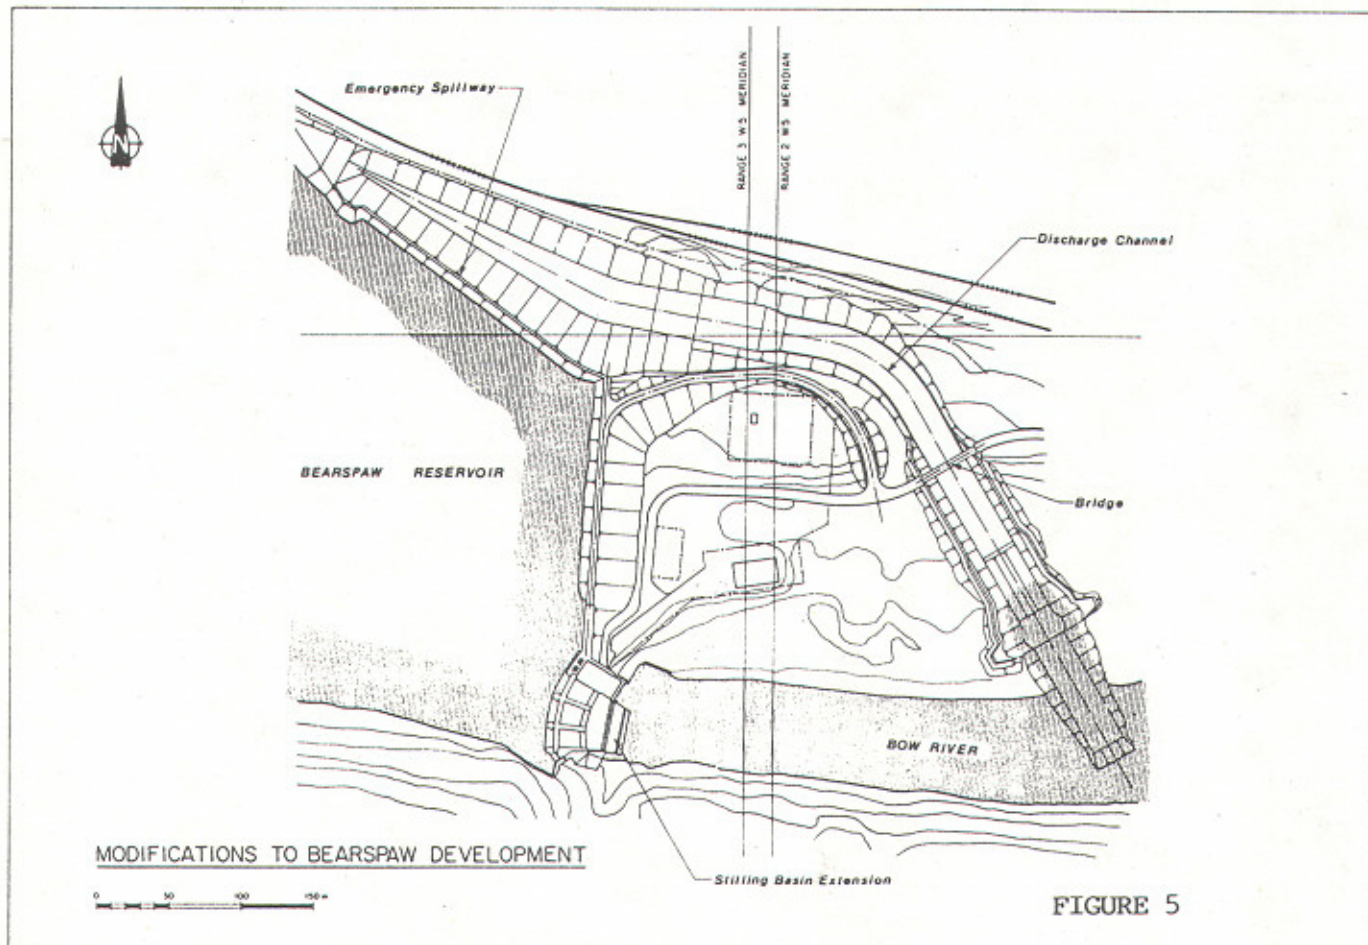 Emergency Spillway
RANGE 3 W5 MERIDIAN
RANGE 2 W5 MERIDIAN
N
Discharge Channel
BEARSPAW RESERVOIR
Bridge
BOW RIVER
MODIFICATIONS TO BEARSPAW DEVELOPMENT
0 50 100 150 m
Stilling Basin Extension
FIGURE 5